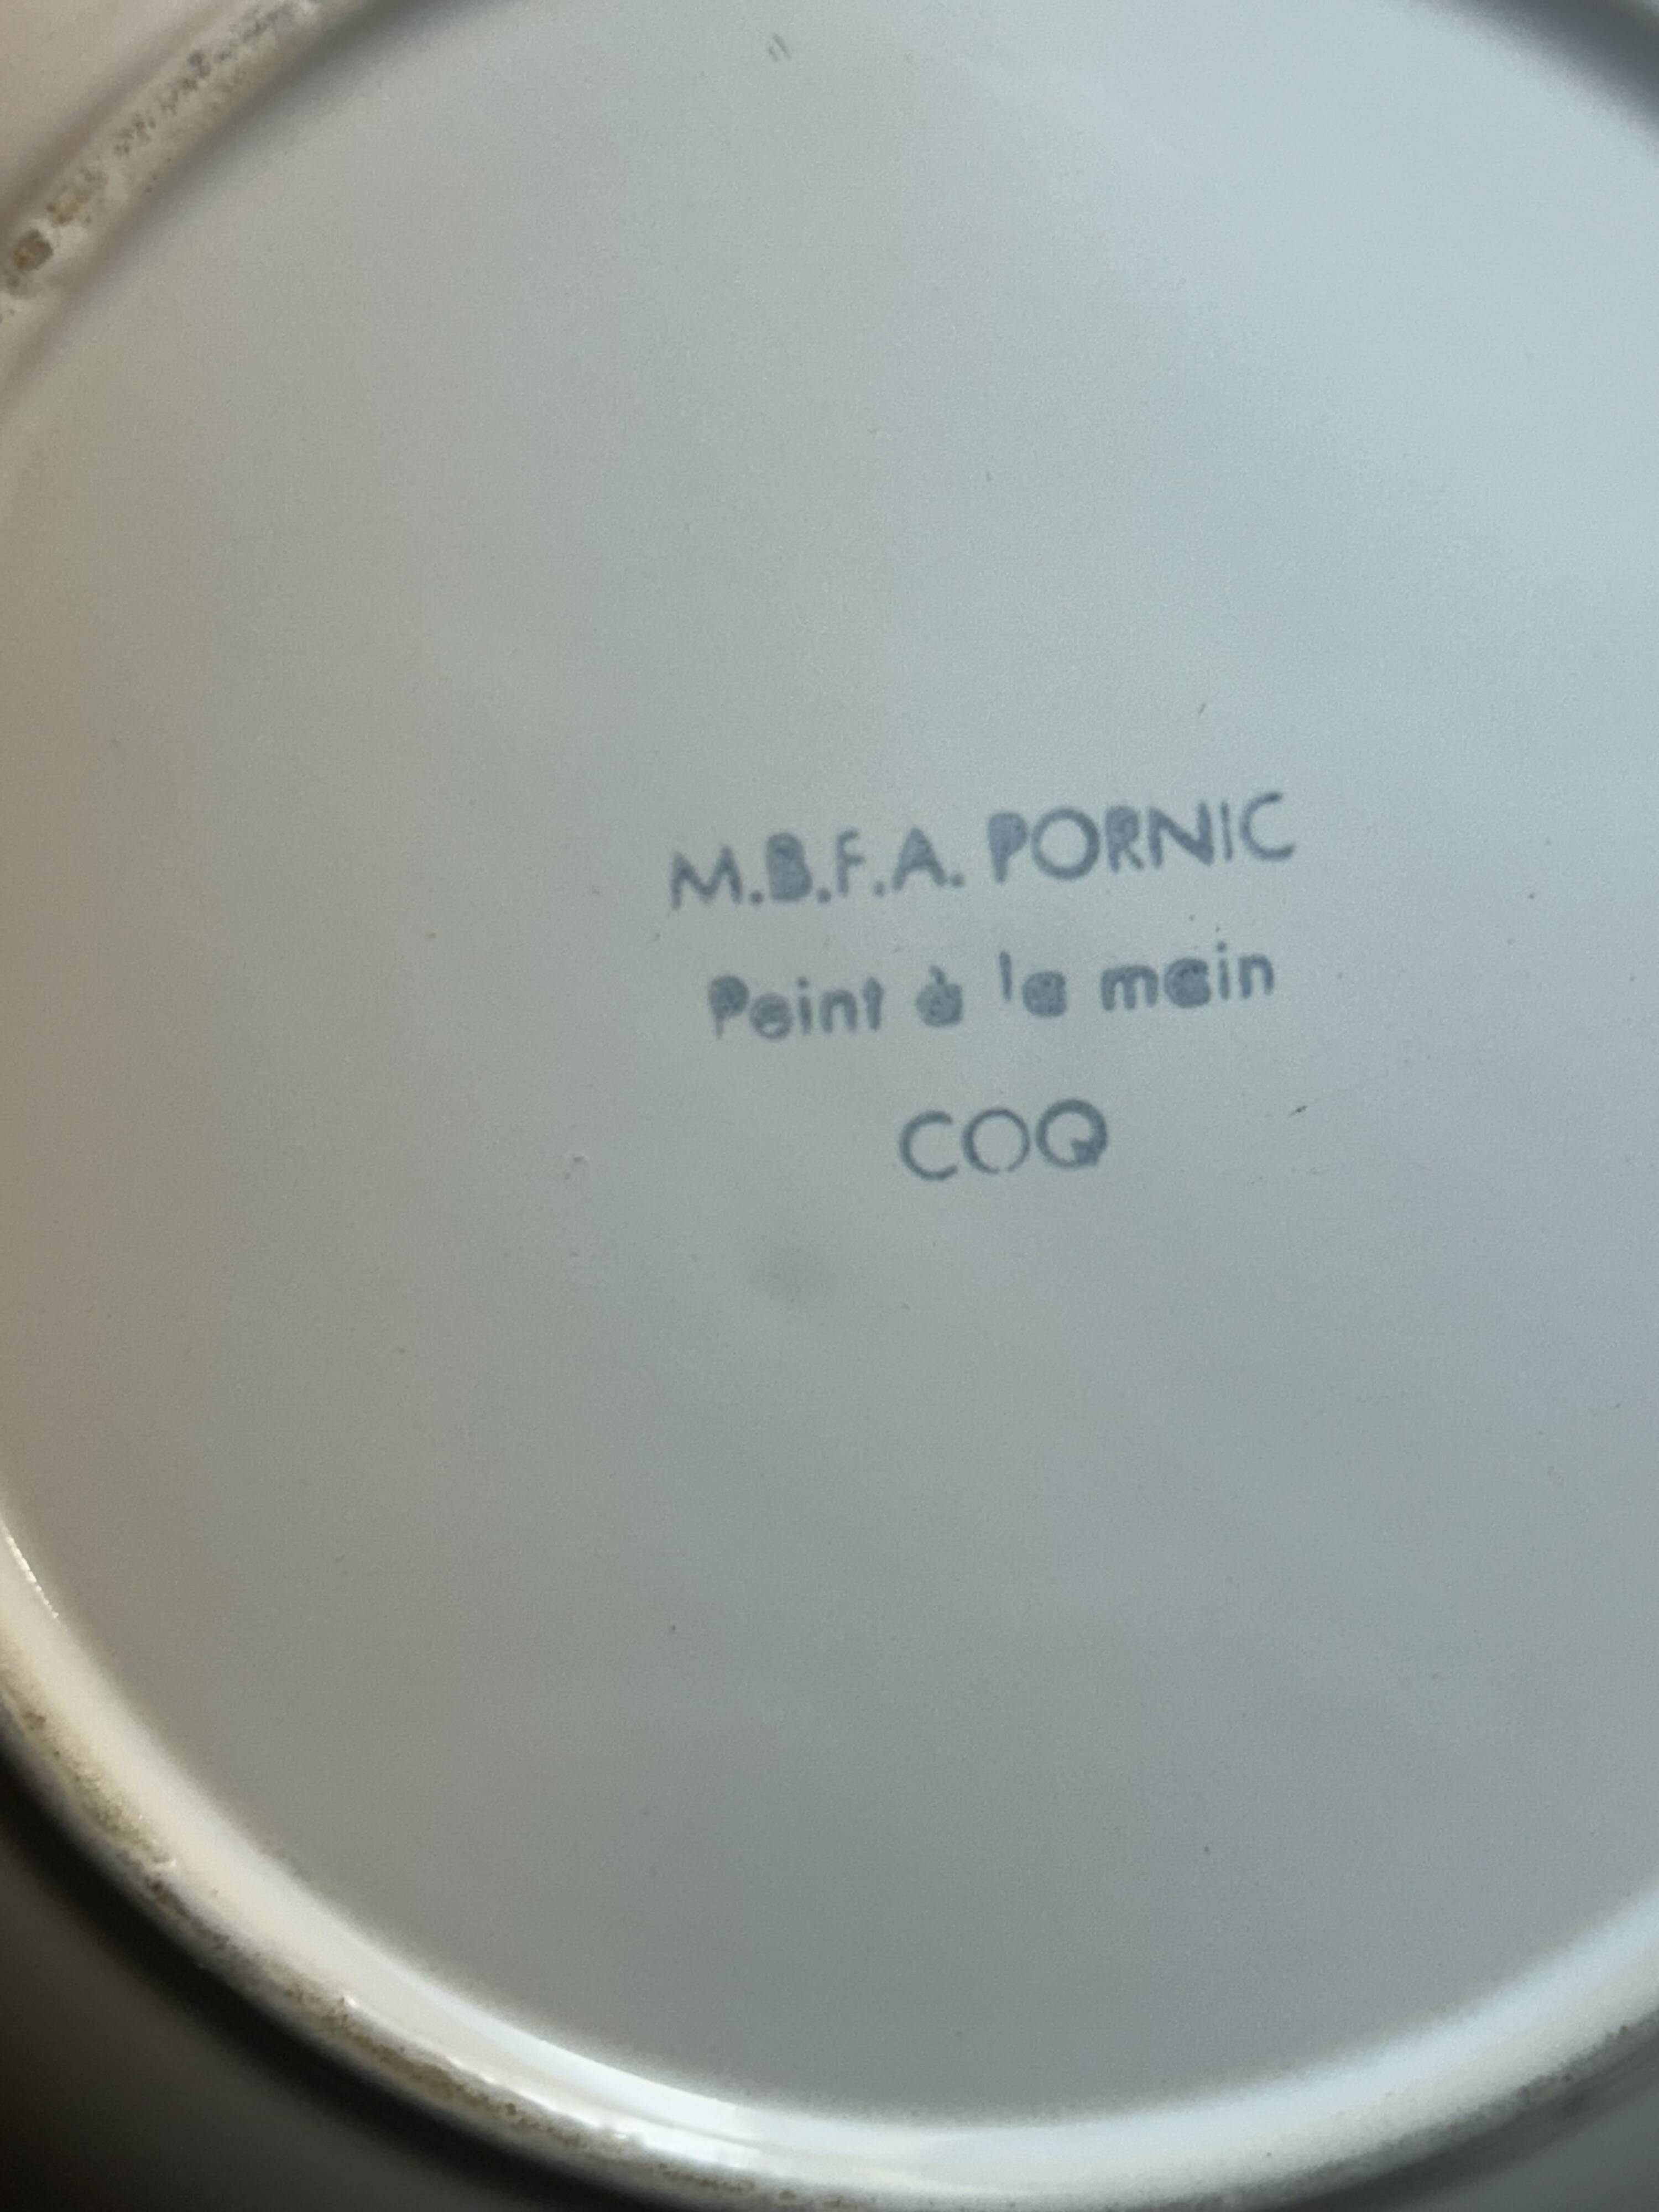 M.B.F.A. PORNIC
Peint à la main
COQ